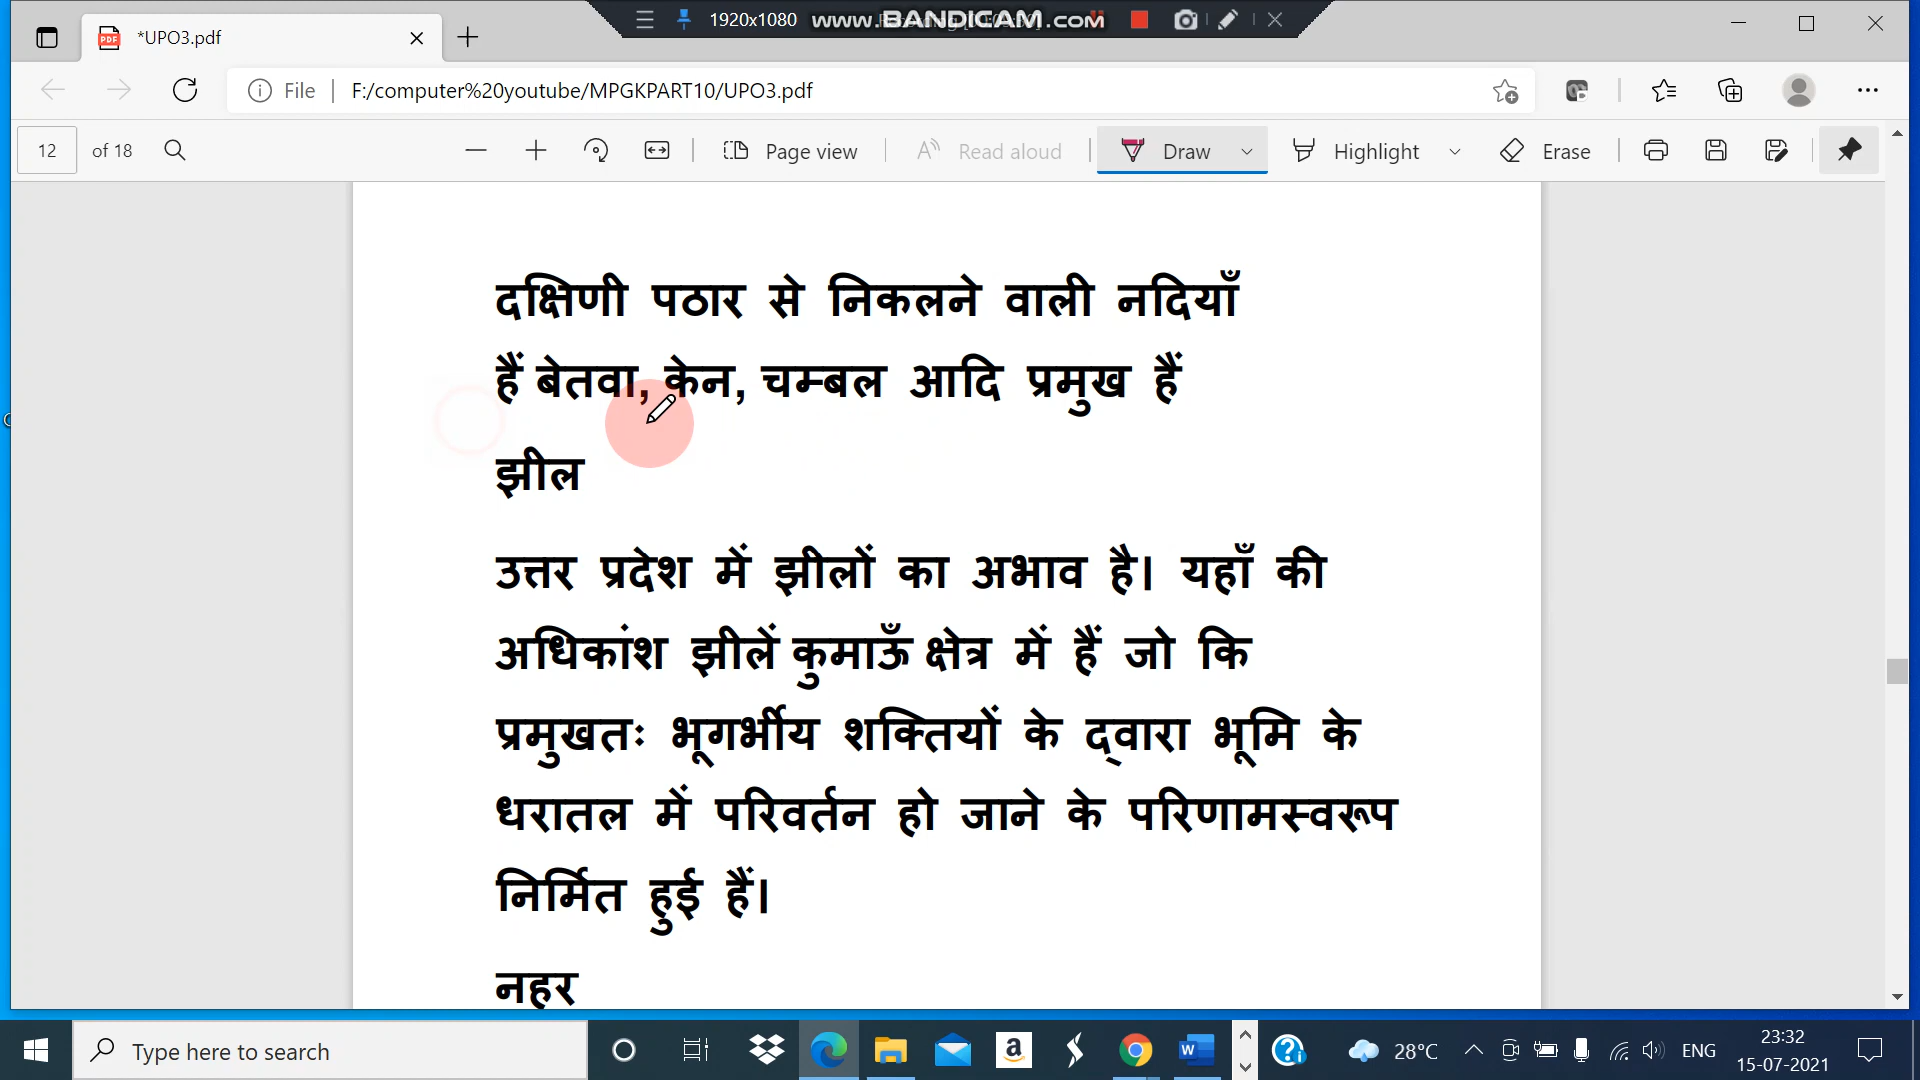 1920x1080 www.BANDICAM.COM
*UPO3.pdf
File F:/computer%20youtube/MPGKPART10/UPO3.pdf
12 of 18 Page view Read aloud Draw Highlight Erase
दक्षिणी पठार से निकलने वाली नदियाँ
हैं बेतवा, केन, चम्बल आदि प्रमुख हैं
झील
उत्तर प्रदेश में झीलों का अभाव है। यहाँ की
अधिकांश झीलें कुमाऊँ क्षेत्र में हैं जो कि
प्रमुखतः भूगर्भीय शक्तियों के द्वारा भूमि के
धरातल में परिवर्तन हो जाने के परिणामस्वरूप
निर्मित हुई हैं।
नहर
Type here to search 28°C ENG 23:32
15-07-2021